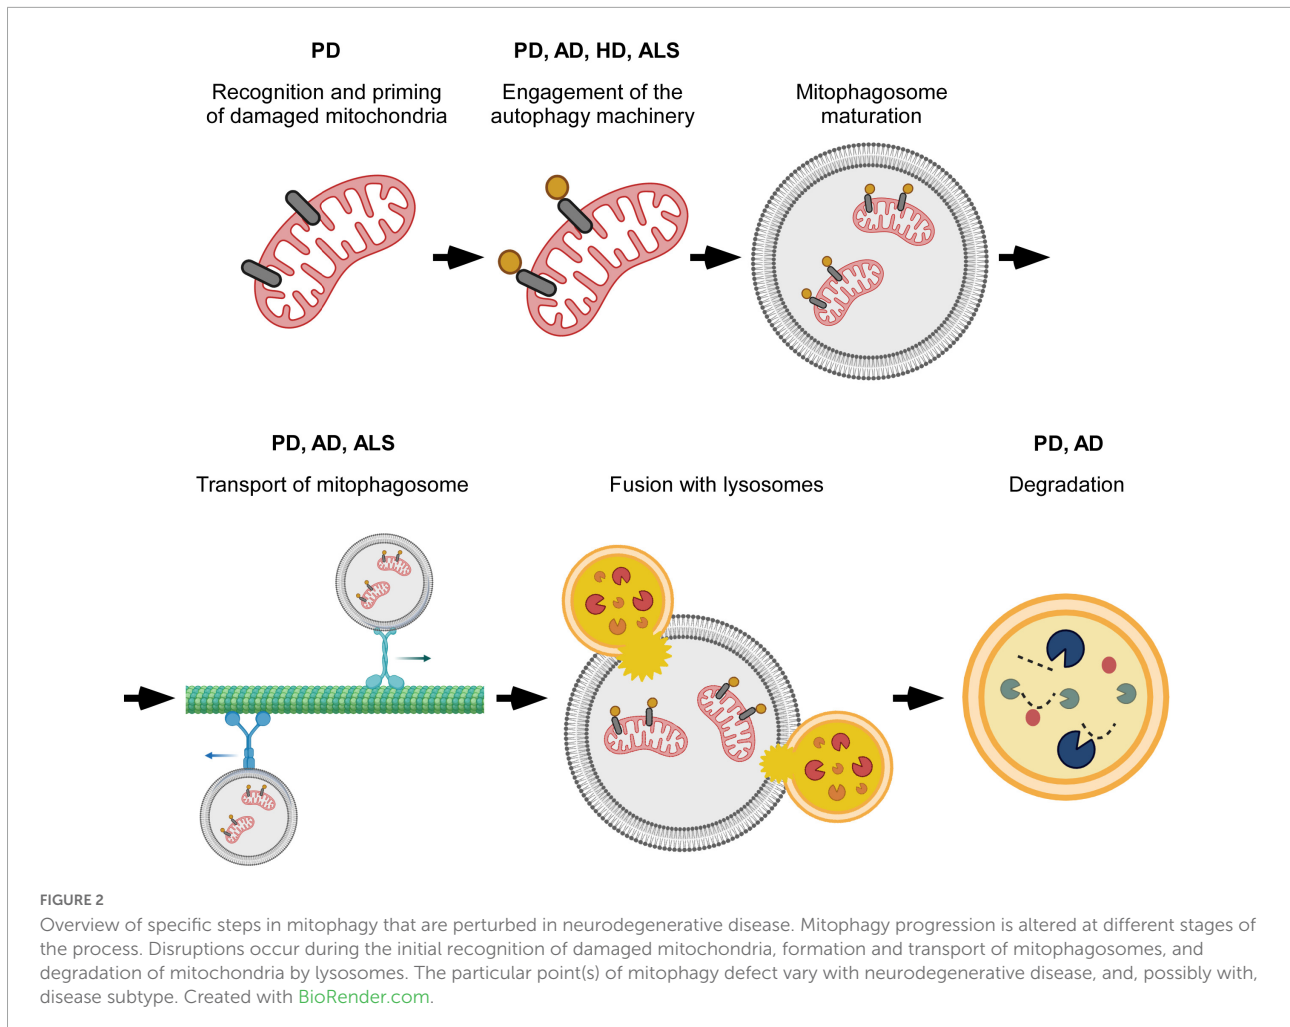 PD
Recognition and priming
of damaged mitochondria
PD, AD, HD, ALS
Engagement of the
autophagy machinery
Mitophagosome
maturation
PD, AD, ALS
Transport of mitophagosome
Fusion with lysosomes
PD, AD
Degradation
FIGURE 2
Overview of specific steps in mitophagy that are perturbed in neurodegenerative disease. Mitophagy progression is altered at different stages of
the process. Disruptions occur during the initial recognition of damaged mitochondria, formation and transport of mitophagosomes, and
degradation of mitochondria by lysosomes. The particular point(s) of mitophagy defect vary with neurodegenerative disease, and, possibly with,
disease subtype. Created with BioRender.com.